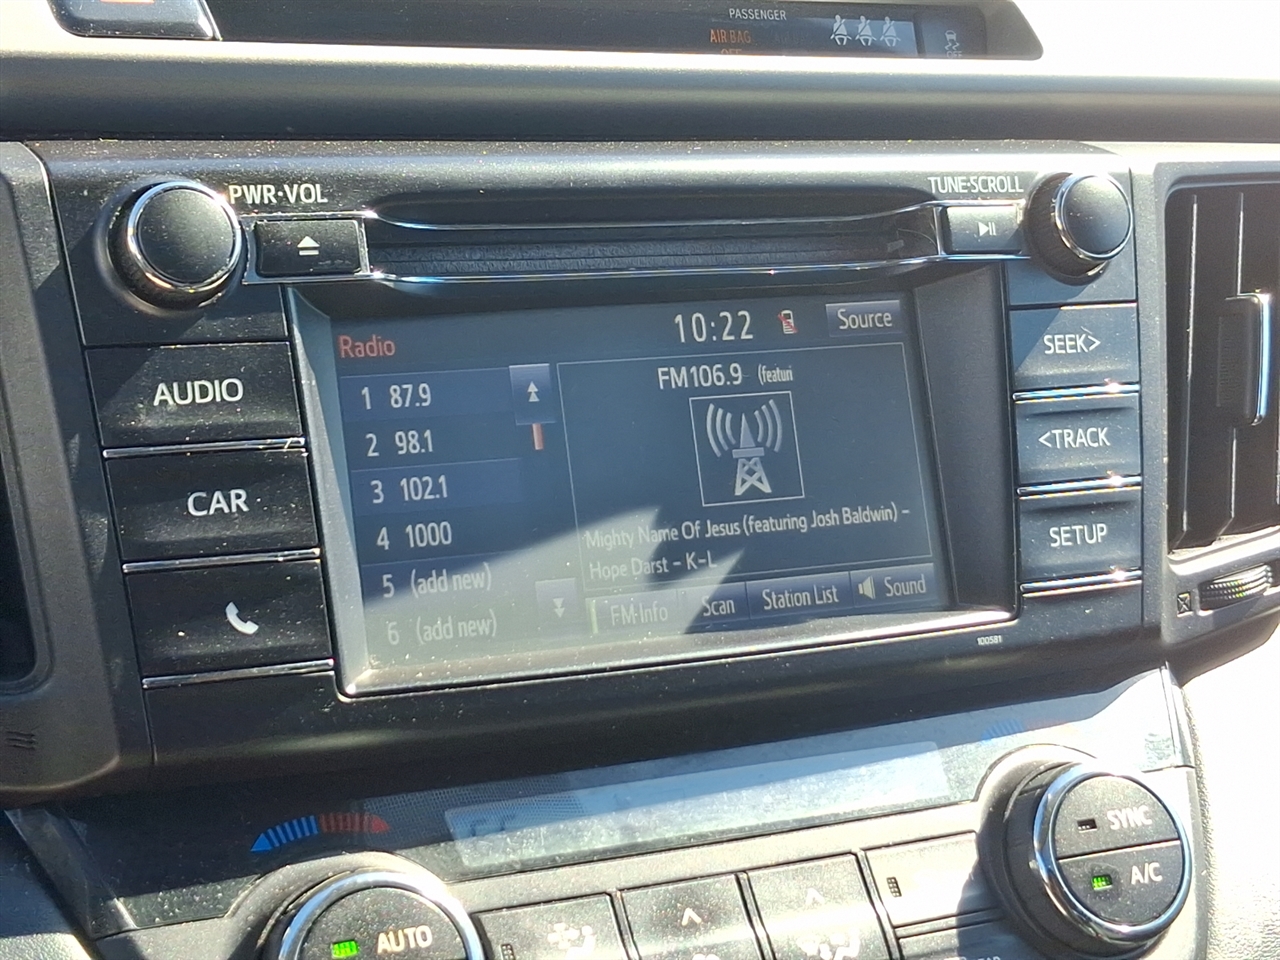 PASSENGER
AIR BAG
OFF
PWR·VOL
TUNE·SCROLL
Radio
10:22
Source
AUDIO
CAR
SEEK>
<TRACK
SETUP
1 87.9
2 98.1
3 102.1
4 1000
5 (add new)
6 (add new)
FM106.9 (featuri
Mighty Name Of Jesus (featuring Josh Baldwin) -
Hope Darst - K-L
FM-Info
Scan
Station List
Sound
100581
AUTO
SYNC
A/C